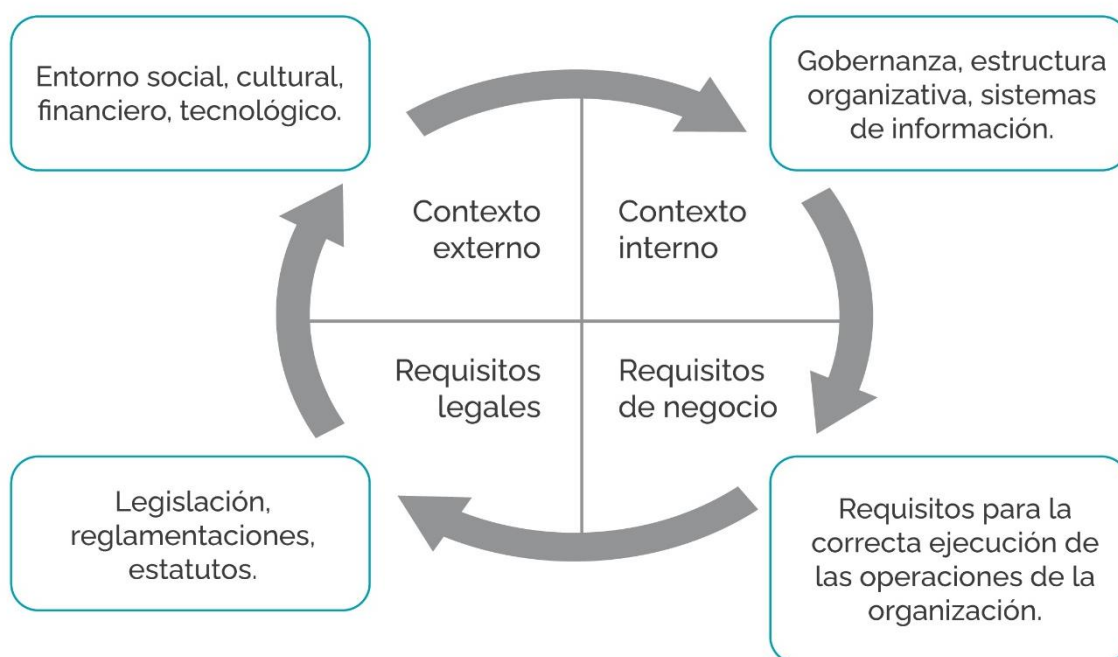 Entorno social, cultural,
financiero, tecnológico.
Gobernanza, estructura
organizativa, sistemas
de información.
Contexto
externo
Contexto
interno
Requisitos
legales
Requisitos
de negocio
Legislación,
reglamentaciones,
estatutos.
Requisitos para la
correcta ejecución de
las operaciones de la
organización.